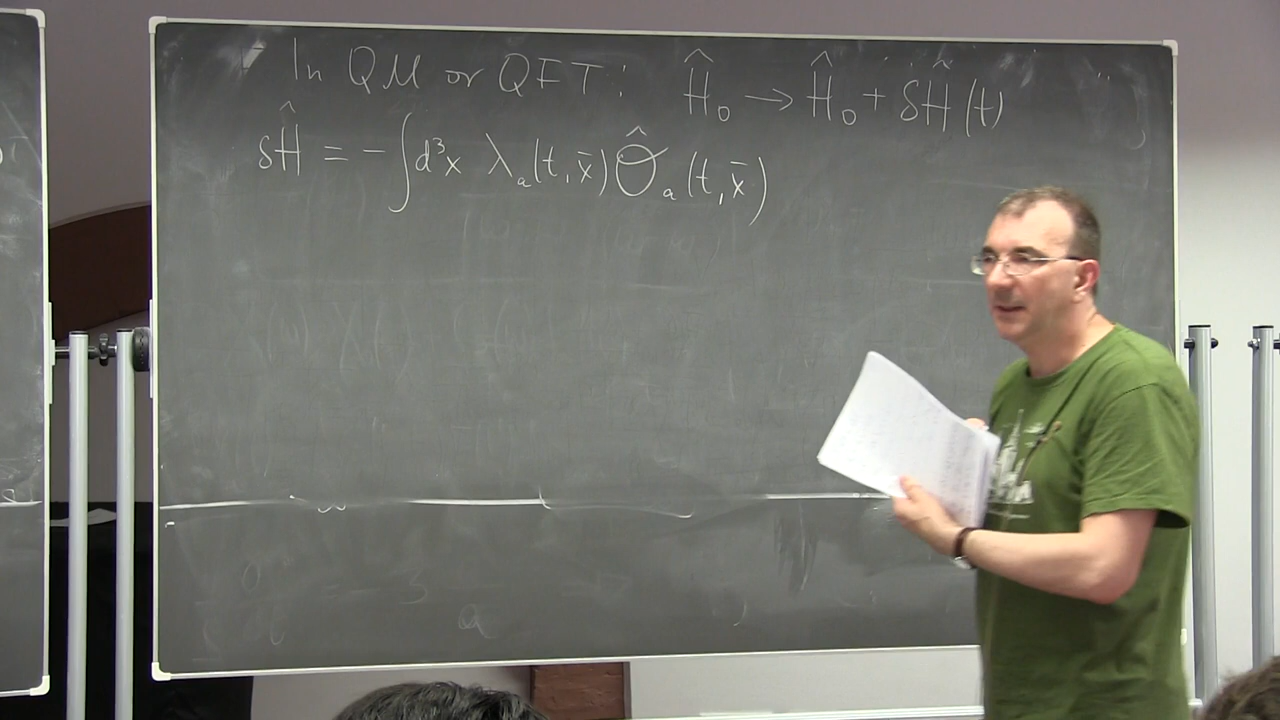 In QM or QFT: Ĥ₀ → Ĥ₀ + δĤ(t)
δĤ = - ∫d³x λₐ(t, x̄) Ôₐ(t, x̄)